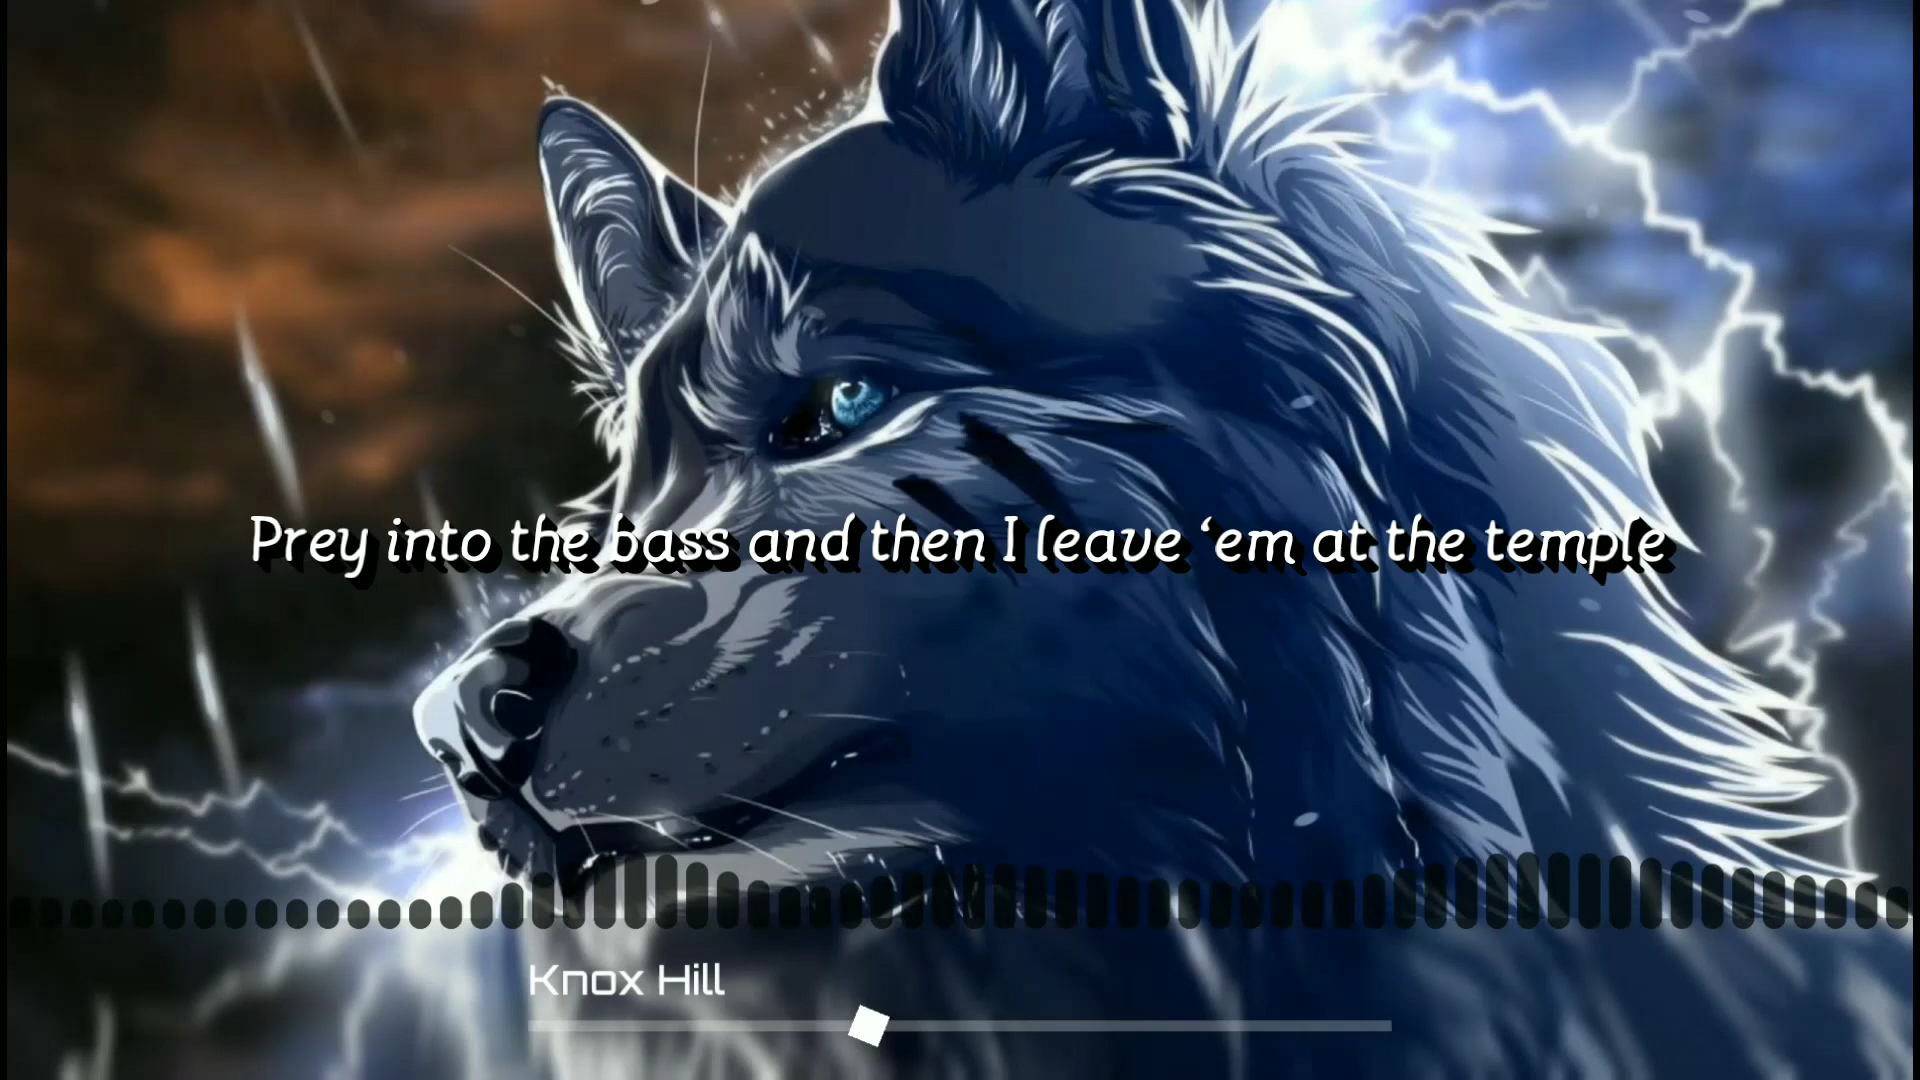 Prey into the bass and then I leave ‘em at the temple
Knox Hill